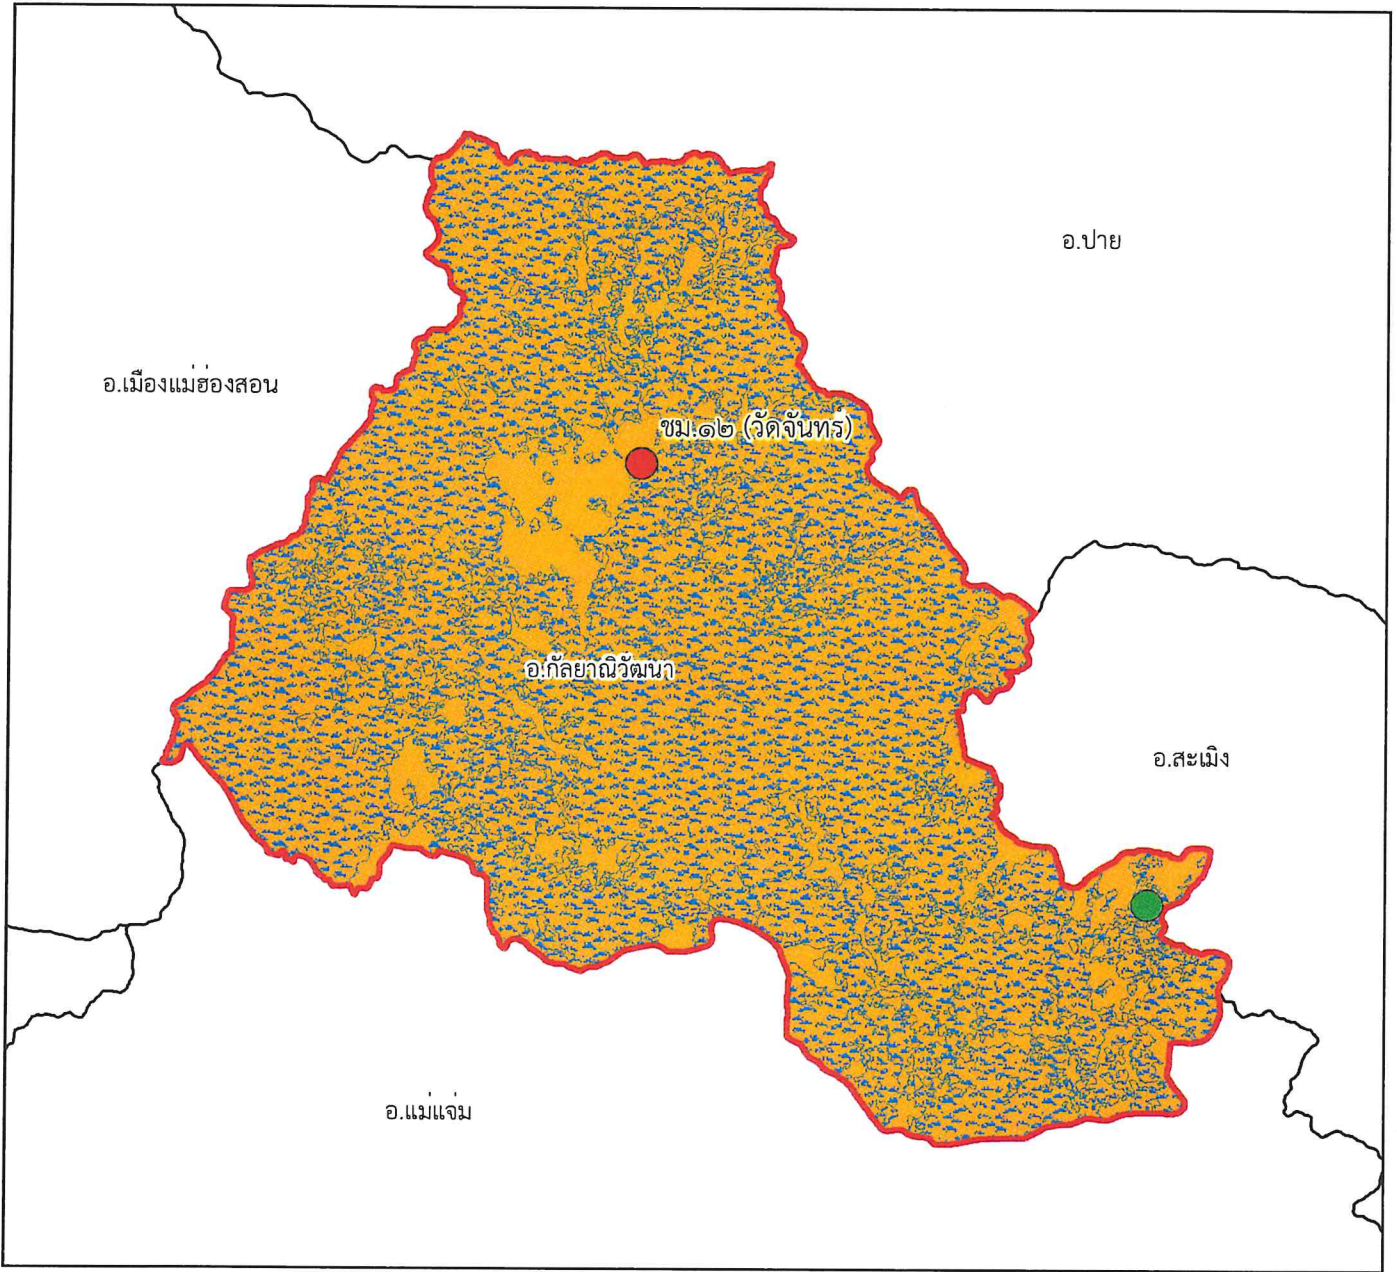 อ.ปาย
อ.เมืองแม่ฮ่องสอน
ชม.๑๒ (วัดจันทร์)
อ.กัลยาณิวัฒนา
อ.สะเมิง
อ.แม่แจ่ม